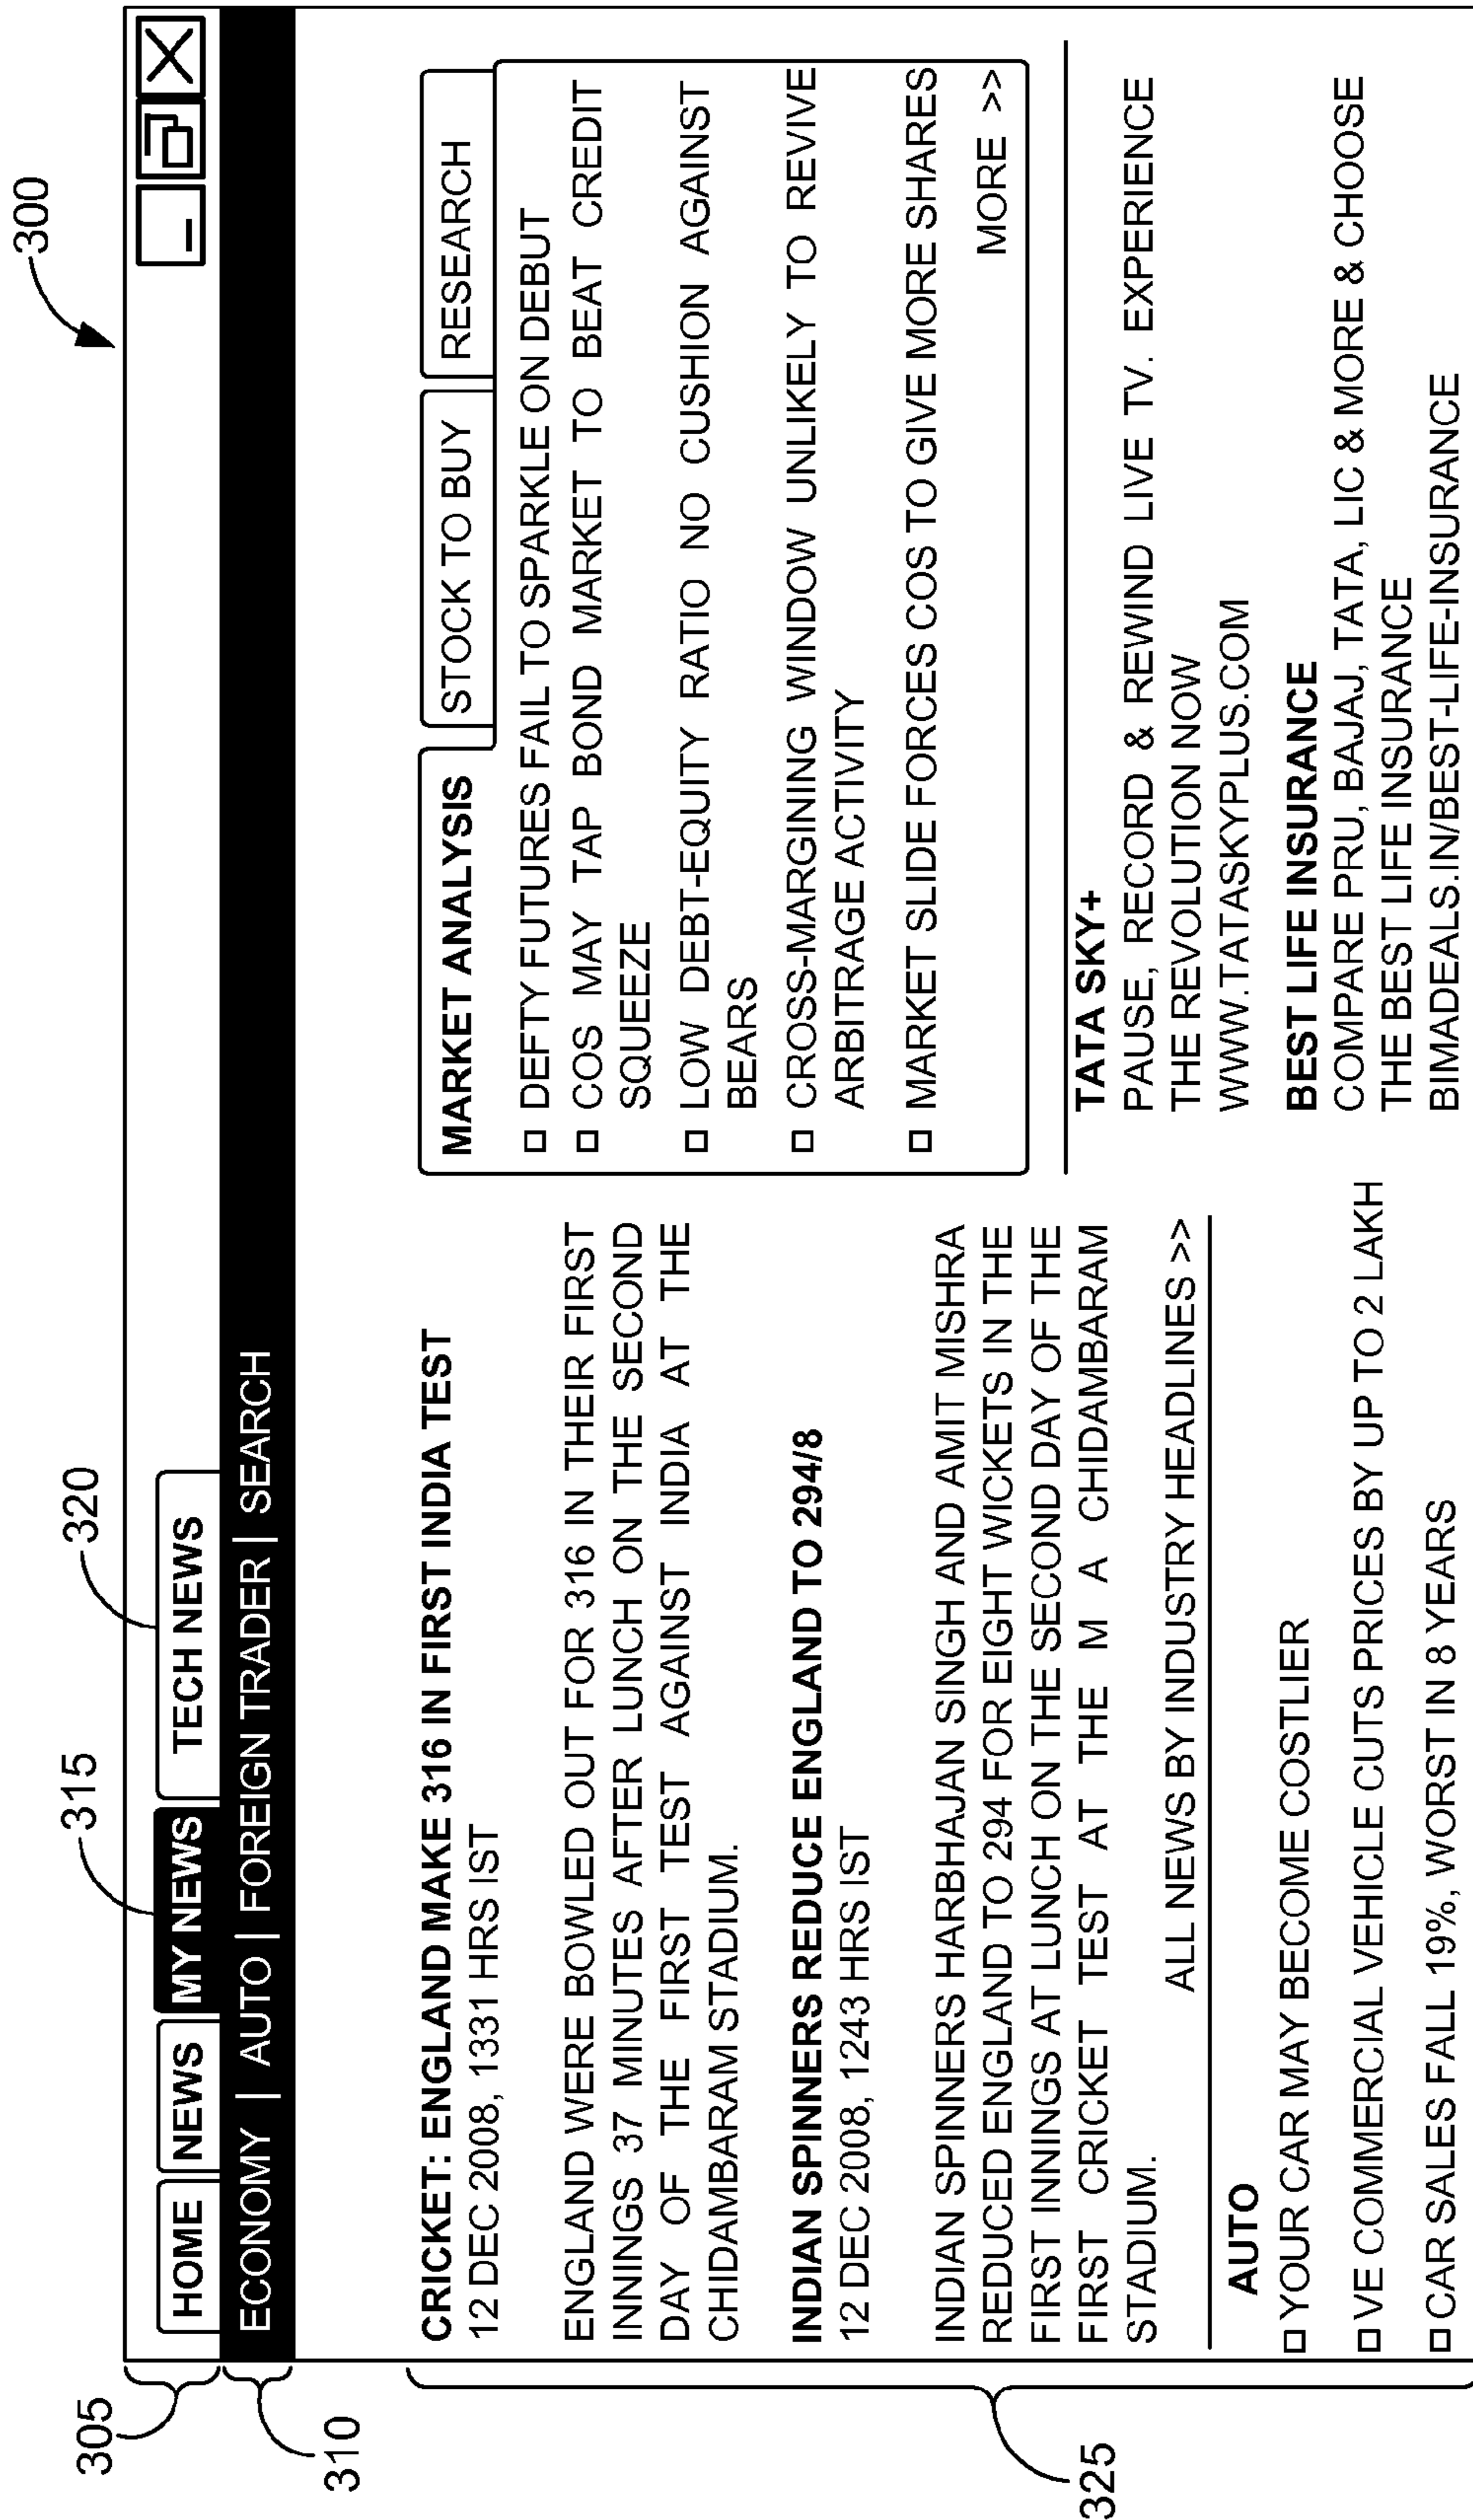 300
305
310
315
320
325
HOME
NEWS
MY NEWS
TECH NEWS
ECONOMY | AUTO | FOREIGN TRADER | SEARCH
CRICKET: ENGLAND MAKE 316 IN FIRST INDIA TEST
12 DEC 2008, 1331 HRS IST
ENGLAND WERE BOWLED OUT FOR 316 IN THEIR FIRST
INNINGS 37 MINUTES AFTER LUNCH ON THE SECOND
DAY OF THE FIRST TEST AGAINST INDIA AT THE
CHIDAMBARAM STADIUM.
INDIAN SPINNERS REDUCE ENGLAND TO 294/8
12 DEC 2008, 1243 HRS IST
INDIAN SPINNERS HARBHAJAN SINGH AND AMIT MISHRA
REDUCED ENGLAND TO 294 FOR EIGHT WICKETS IN THE
FIRST INNINGS AT LUNCH ON THE SECOND DAY OF THE
FIRST CRICKET TEST AT THE M A CHIDAMBARAM
STADIUM.
ALL NEWS BY INDUSTRY HEADLINES >>
AUTO
YOUR CAR MAY BECOME COSTLIER
VE COMMERCIAL VEHICLE CUTS PRICES BY UP TO 2 LAKH
CAR SALES FALL 19%, WORST IN 8 YEARS
MARKET ANALYSIS
STOCK TO BUY
RESEARCH
DEFTY FUTURES FAIL TO SPARKLE ON DEBUT
COS MAY TAP BOND MARKET TO BEAT CREDIT
SQUEEZE
LOW DEBT-EQUITY RATIO NO CUSHION AGAINST
BEARS
CROSS-MARGINING WINDOW UNLIKELY TO REVIVE
ARBITRAGE ACTIVITY
MARKET SLIDE FORCES COS TO GIVE MORE SHARES
MORE >>
TATA SKY+
PAUSE, RECORD & REWIND LIVE TV. EXPERIENCE
THE REVOLUTION NOW
WWW.TATASKYPLUS.COM
BEST LIFE INSURANCE
COMPARE PRU, BAJAJ, TATA, LIC & MORE & CHOOSE
THE BEST LIFE INSURANCE
BIMADEALS.IN/BEST-LIFE-INSURANCE